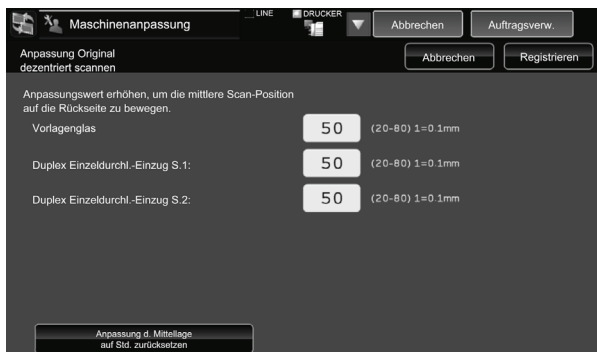 Maschinenanpassung
LINE
DRUCKER
Abbrechen
Auftragsverw.
Anpassung Original
dezentriert scannen
Abbrechen
Registrieren
Anpassungswert erhöhen, um die mittlere Scan-Position
auf die Rückseite zu bewegen.
Vorlagenglas
50
(20-80) 1=0.1mm
Duplex Einzeldurchl.-Einzug S.1:
50
(20-80) 1=0.1mm
Duplex Einzeldurchl.-Einzug S.2:
50
(20-80) 1=0.1mm
Anpassung d. Mittellage
auf Std. zurücksetzen